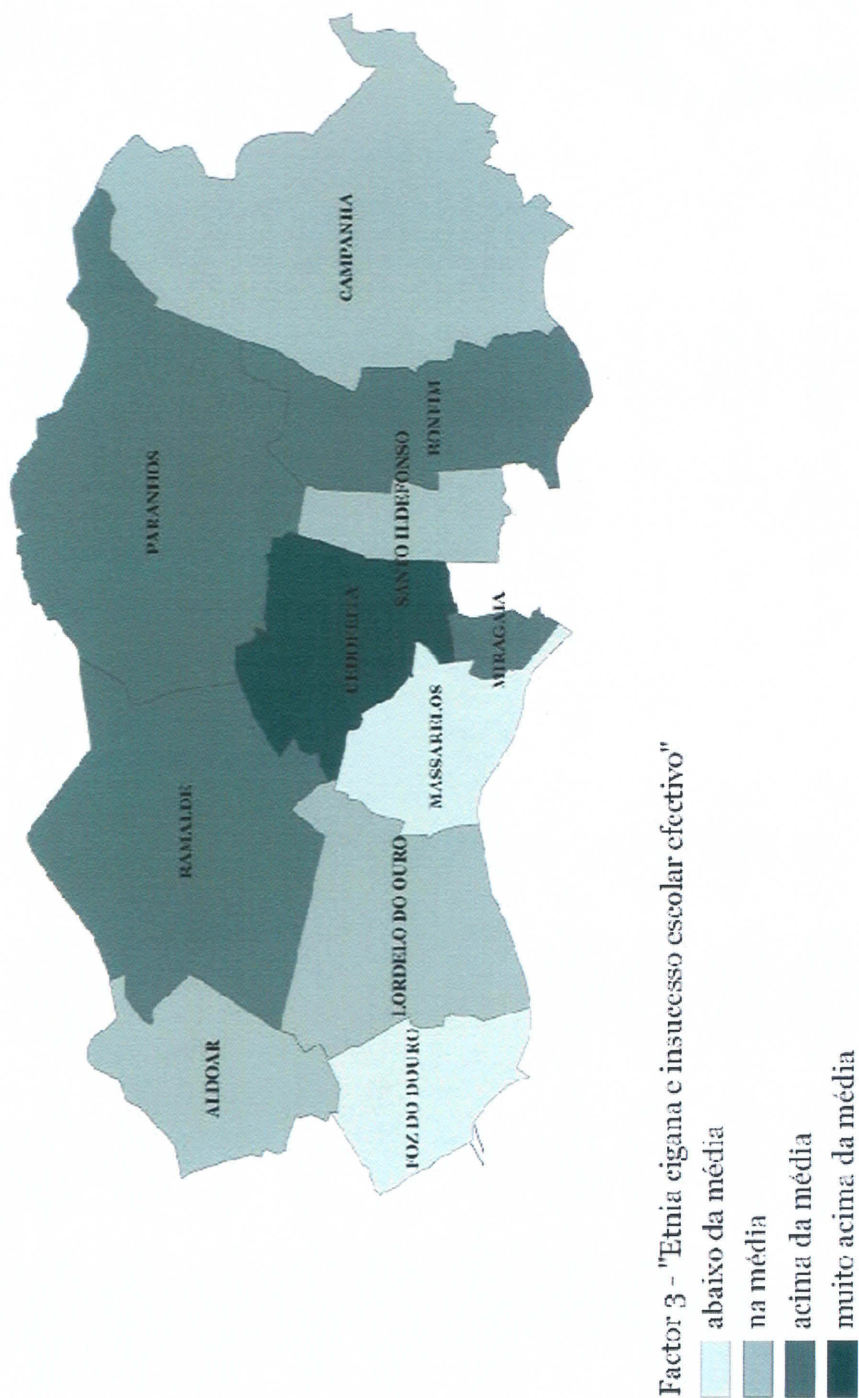 PARANHOS
RAMALDE
CAMPANHA
ALDOAR
CEDOFEITA
SANTO ILDEFONSO
BONFIM
MIRAGAIA
MASSARELOS
LORDELO DO OURO
FOZ DO DOURO
Factor 3 - "Etnia cigana e insucesso escolar efectivo"
abaixo da média
na média
acima da média
muito acima da média